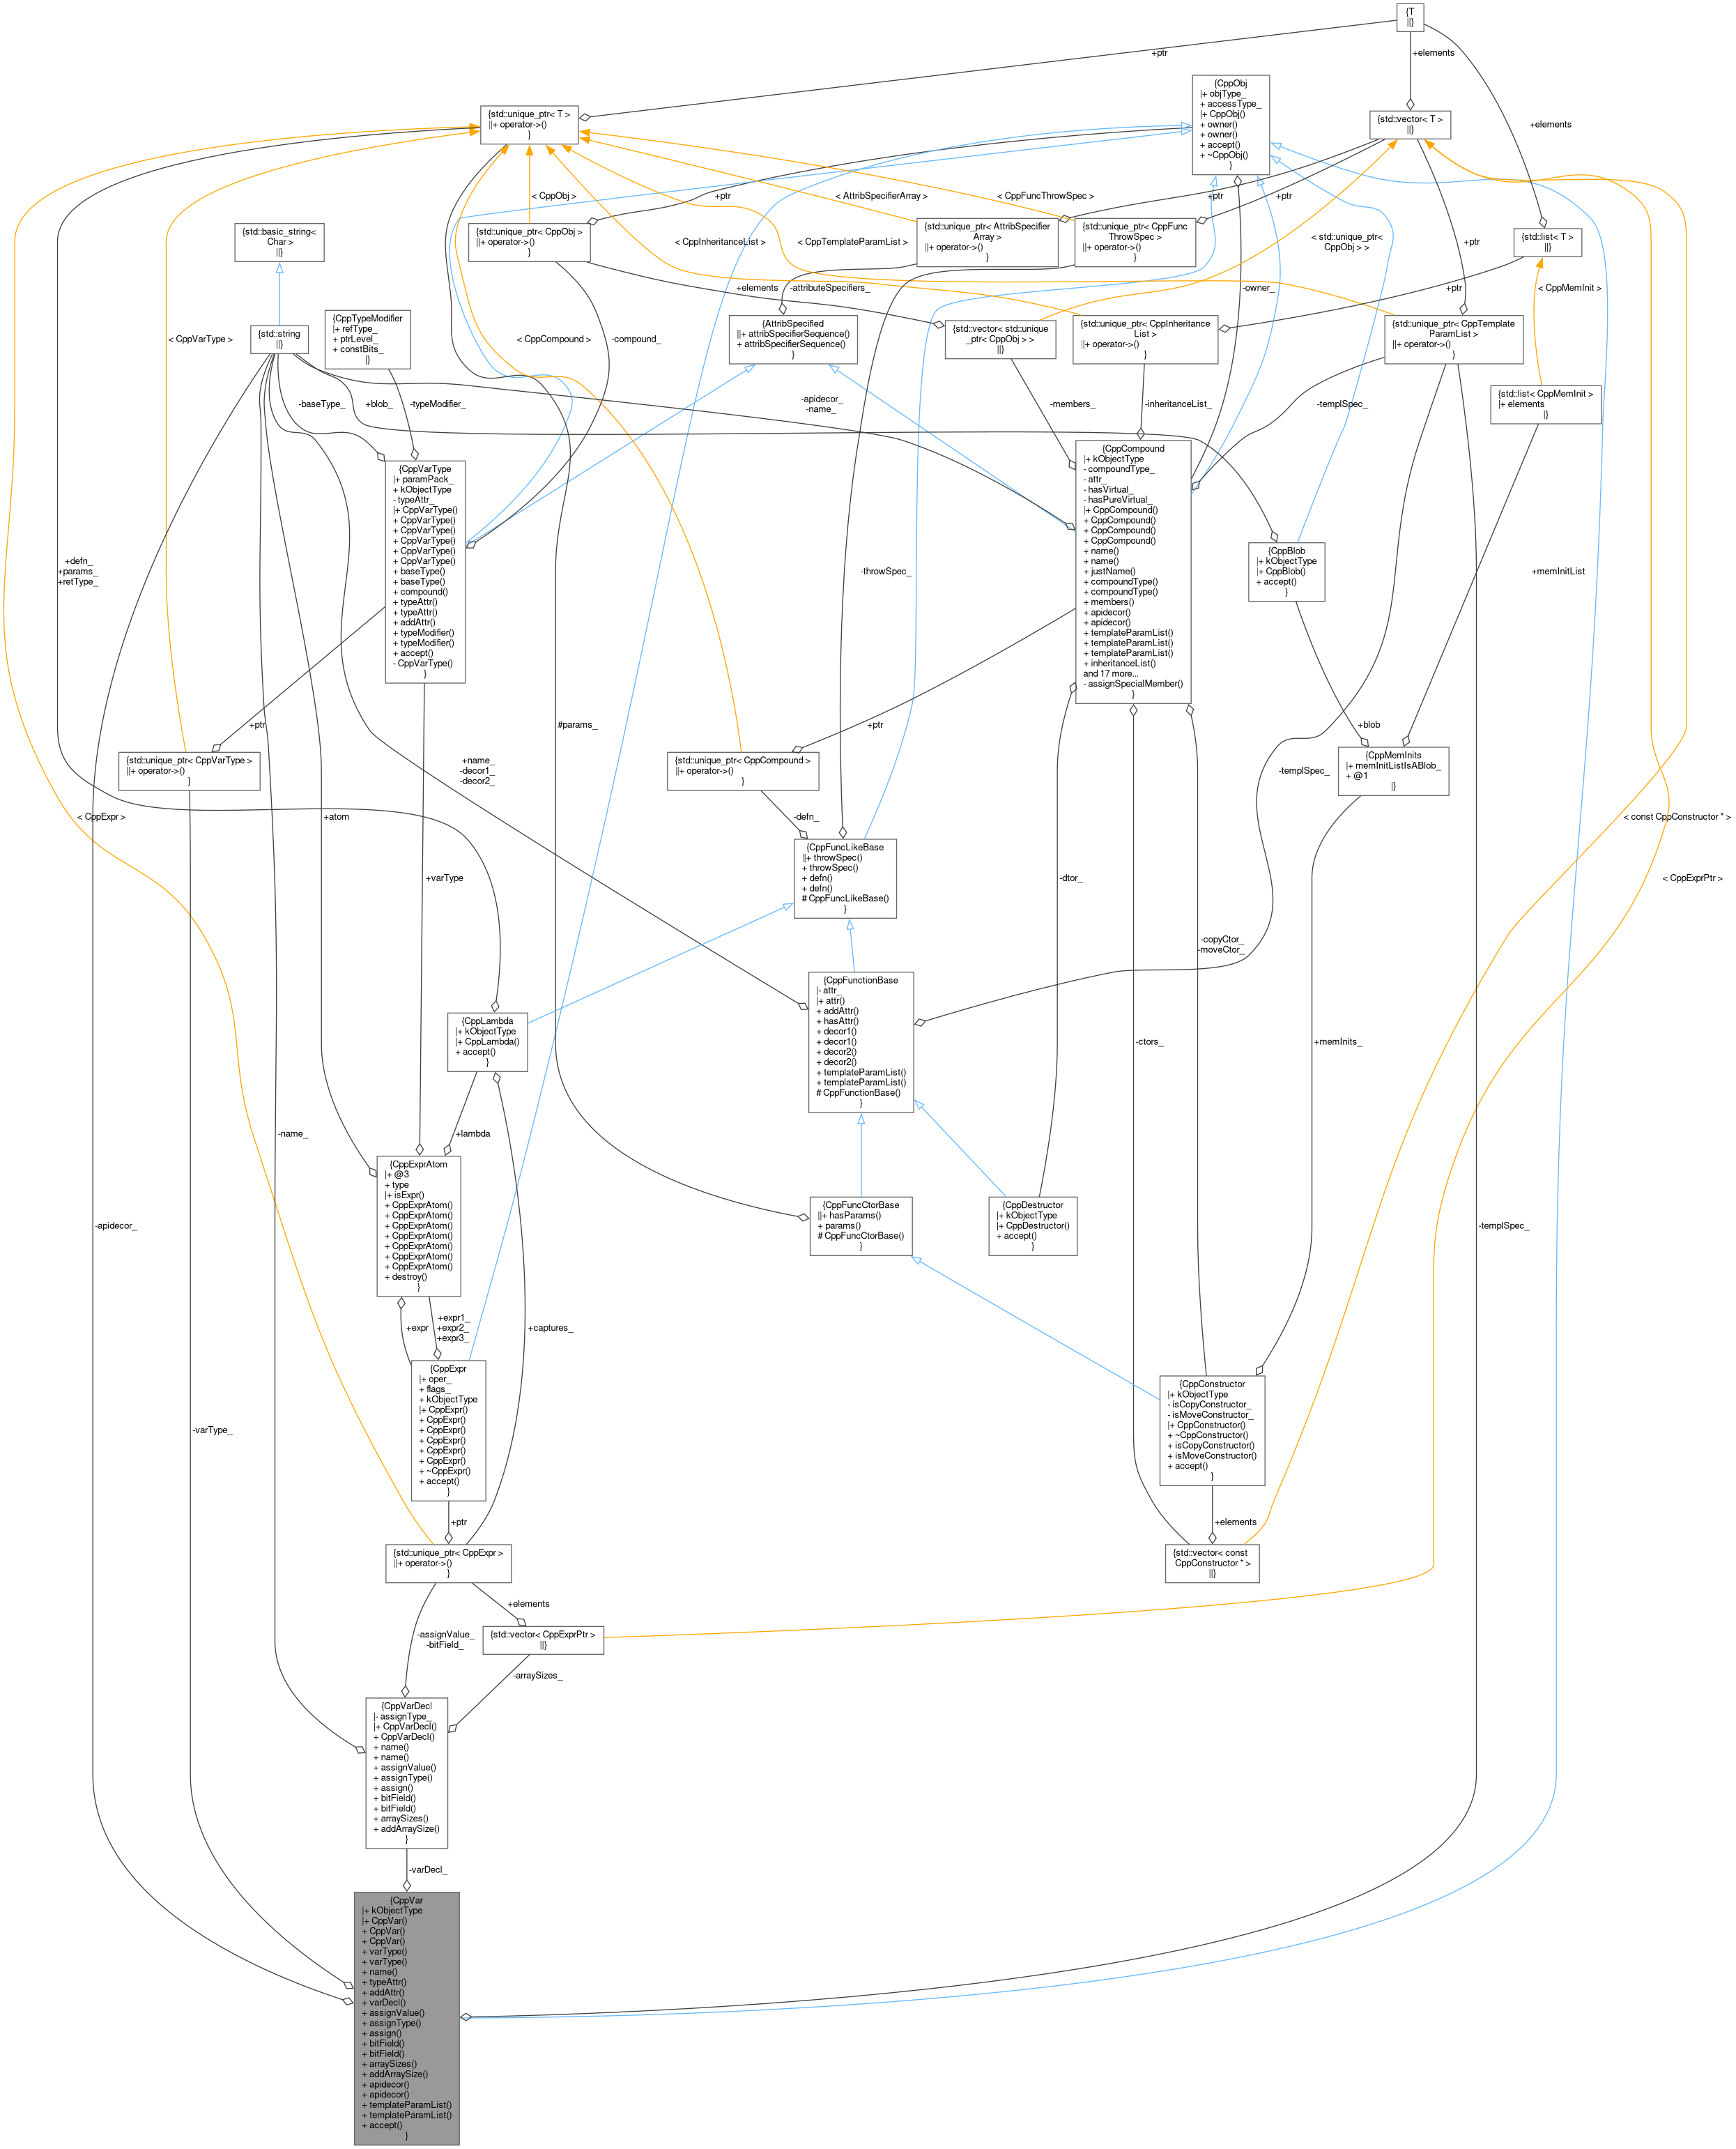 {T
||}
+ptr
+elements
{CppObj
|+ objType_
+ accessType_
|+ CppObj()
+ owner()
+ owner()
+ accept()
+ ~CppObj()
}
{std::unique_ptr< T >
||+ operator->()
}
{std::vector< T >
||}
+elements
< CppObj >
+ptr
< AttribSpecifierArray >
< CppFuncThrowSpec >
+ptr
+ptr
{std::basic_string<
Char >
||}
{std::unique_ptr< CppObj >
||+ operator->()
}
{std::unique_ptr< AttribSpecifier
Array >
||+ operator->()
}
{std::unique_ptr< CppFunc
ThrowSpec >
||+ operator->()
}
{std::list< T >
||}
< CppInheritanceList >
< CppTemplateParamList >
< std::unique_ptr<
CppObj > >
+ptr
+elements
-attributeSpecifiers_
-owner_
+ptr
< CppMemInit >
{CppTypeModifier
|+ refType_
+ ptrLevel_
+ constBits_
|}
{std::string
||}
{AttribSpecified
||+ attribSpecifierSequence()
+ attribSpecifierSequence()
}
{std::vector< std::unique
_ptr< CppObj > >
||}
{std::unique_ptr< CppInheritance
List >
||+ operator->()
}
{std::unique_ptr< CppTemplate
ParamList >
||+ operator->()
}
< CppVarType >
< CppCompound >
-compound_
{std::list< CppMemInit >
|+ elements
|}
-baseType_
+blob_
-typeModifier_
-apidecor_
-name_
-members_
-inheritanceList_
-templSpec_
{CppVarType
|+ paramPack_
+ kObjectType
- typeAttr_
|+ CppVarType()
+ CppVarType()
+ CppVarType()
+ CppVarType()
+ CppVarType()
+ CppVarType()
+ baseType()
+ baseType()
+ compound()
+ typeAttr()
+ typeAttr()
+ addAttr()
+ typeModifier()
+ typeModifier()
+ accept()
- CppVarType()
}
{CppCompound
|+ kObjectType
- compoundType_
- attr_
- hasVirtual_
- hasPureVirtual_
|+ CppCompound()
+ CppCompound()
+ CppCompound()
+ CppCompound()
+ name()
+ name()
+ justName()
+ compoundType()
+ compoundType()
+ members()
+ apidecor()
+ apidecor()
+ templateParamList()
+ templateParamList()
+ templateParamList()
+ inheritanceList()
and 17 more...
- assignSpecialMember()
}
{CppBlob
|+ kObjectType
|+ CppBlob()
+ accept()
}
+defn_
+params_
+retType_
-throwSpec_
+memInitList
+ptr
#params_
+ptr
+blob
{std::unique_ptr< CppVarType >
||+ operator->()
}
{std::unique_ptr< CppCompound >
||+ operator->()
}
{CppMemInits
|+ memInitListIsABlob_
+ @1
|}
+name_
-decor1_
-decor2_
-templSpec_
< CppExpr >
+atom
-defn_
< const CppConstructor * >
{CppFuncLikeBase
||+ throwSpec()
+ throwSpec()
+ defn()
+ defn()
# CppFuncLikeBase()
}
+varType
-dtor_
< CppExprPtr >
-copyCtor_
-moveCtor_
{CppFunctionBase
|- attr_
|+ attr()
+ addAttr()
+ hasAttr()
+ decor1()
+ decor1()
+ decor2()
+ decor2()
+ templateParamList()
+ templateParamList()
# CppFunctionBase()
}
{CppLambda
|+ kObjectType
|+ CppLambda()
+ accept()
}
-ctors_
+memInits_
-name_
+lambda
{CppExprAtom
|+ @3
+ type
|+ isExpr()
+ CppExprAtom()
+ CppExprAtom()
+ CppExprAtom()
+ CppExprAtom()
+ CppExprAtom()
+ CppExprAtom()
+ CppExprAtom()
+ destroy()
}
{CppFuncCtorBase
||+ hasParams()
+ params()
# CppFuncCtorBase()
}
{CppDestructor
|+ kObjectType
|+ CppDestructor()
+ accept()
}
-apidecor_
-templSpec_
+expr
+expr1_
+expr2_
+expr3_
+captures_
{CppExpr
|+ oper_
+ flags_
+ kObjectType
|+ CppExpr()
+ CppExpr()
+ CppExpr()
+ CppExpr()
+ CppExpr()
+ CppExpr()
+ ~CppExpr()
+ accept()
}
{CppConstructor
|+ kObjectType
- isCopyConstructor_
- isMoveConstructor_
|+ CppConstructor()
+ ~CppConstructor()
+ isCopyConstructor()
+ isMoveConstructor()
+ accept()
}
-varType_
+ptr
+elements
{std::unique_ptr< CppExpr >
||+ operator->()
}
{std::vector< const
CppConstructor * >
||}
+elements
-assignValue_
-bitField_
{std::vector< CppExprPtr >
||}
-arraySizes_
{CppVarDecl
|- assignType_
|+ CppVarDecl()
+ CppVarDecl()
+ name()
+ name()
+ assignValue()
+ assignType()
+ assign()
+ bitField()
+ bitField()
+ arraySizes()
+ addArraySize()
}
-varDecl_
{CppVar
|+ kObjectType
|+ CppVar()
+ CppVar()
+ CppVar()
+ varType()
+ varType()
+ name()
+ typeAttr()
+ addAttr()
+ varDecl()
+ assignValue()
+ assignType()
+ assign()
+ bitField()
+ bitField()
+ arraySizes()
+ addArraySize()
+ apidecor()
+ apidecor()
+ templateParamList()
+ templateParamList()
+ accept()
}